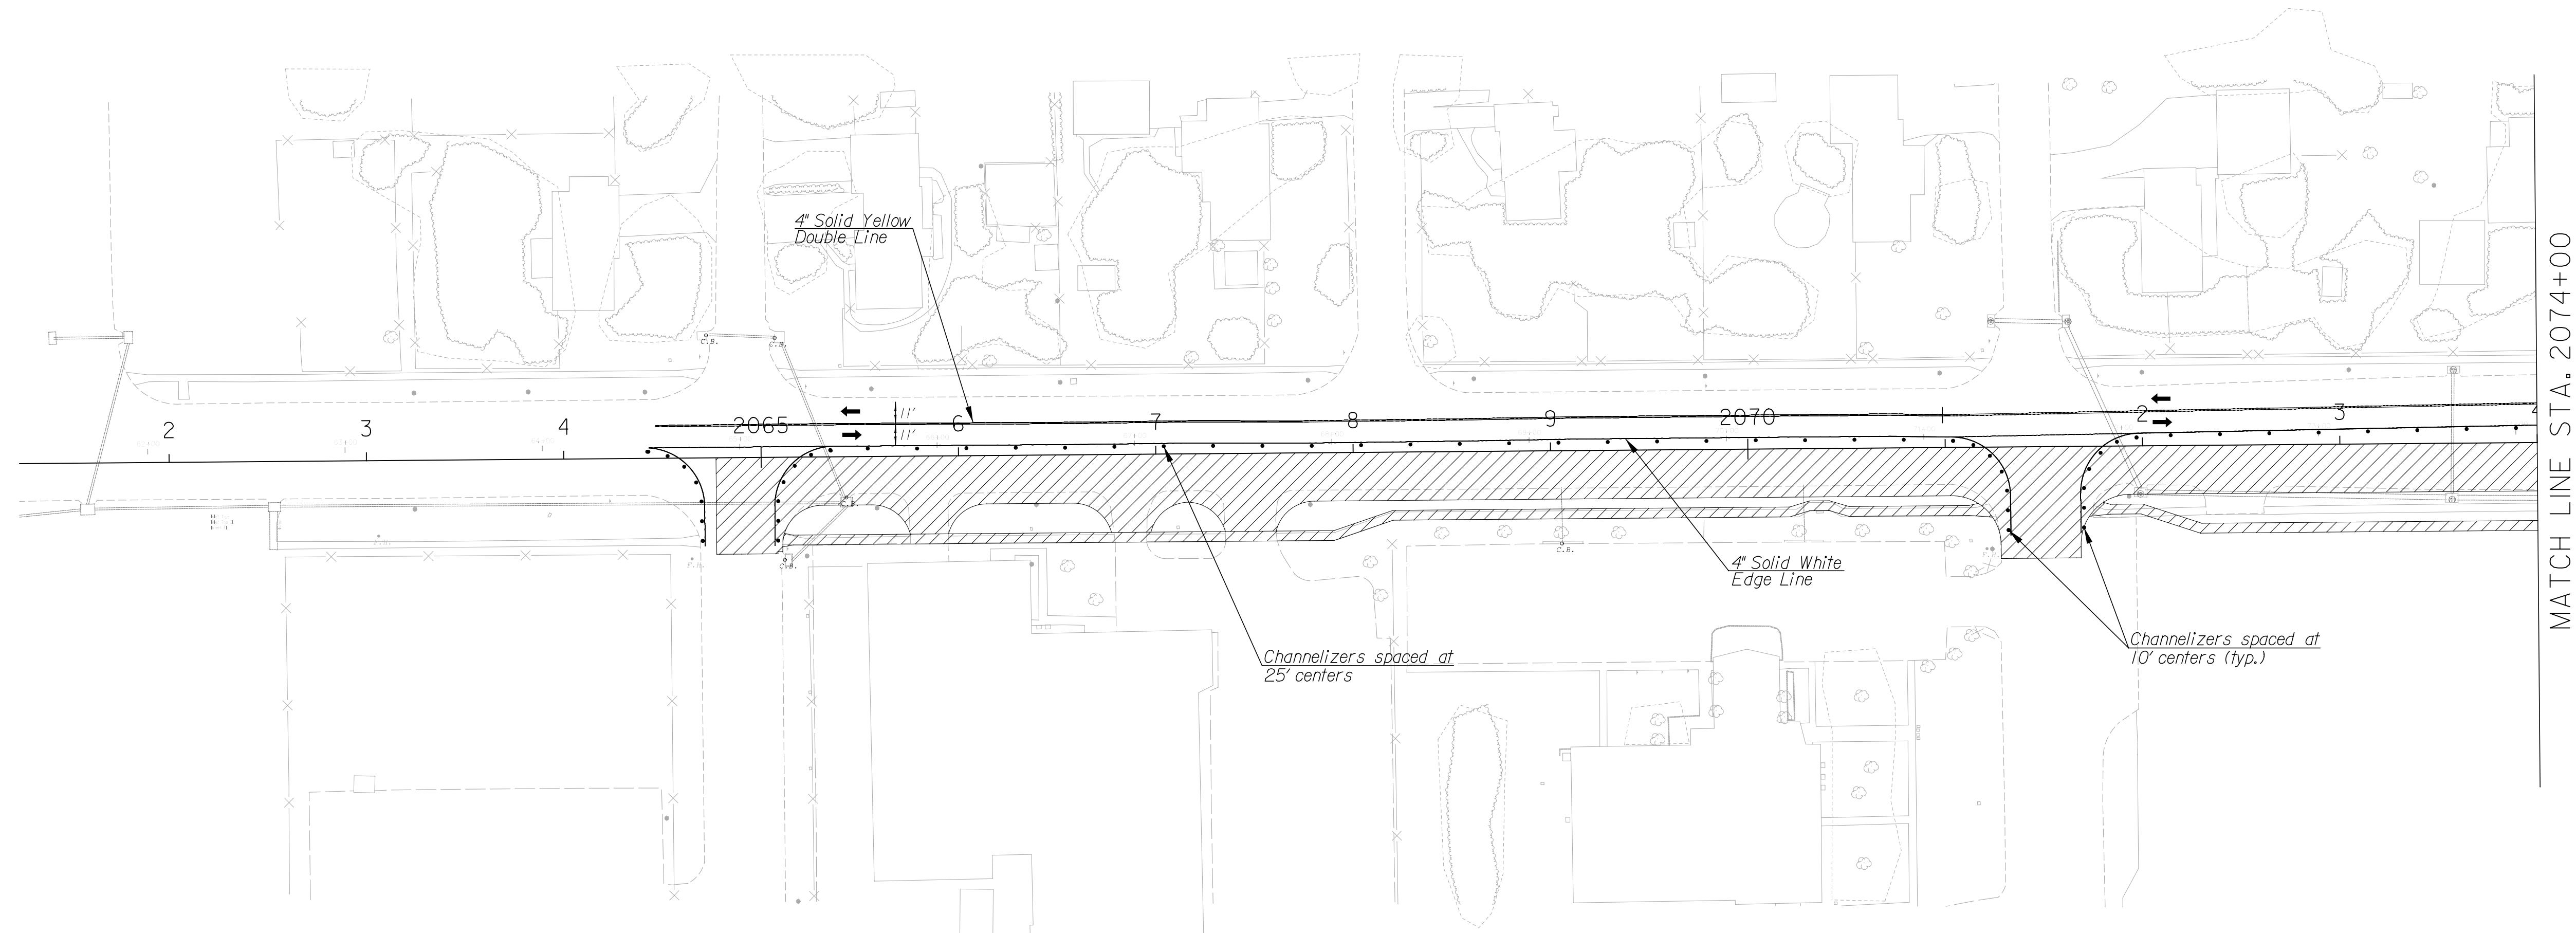 4" Solid Yellow
Double Line
11'
11'
2 3 4 2065 6 7 8 9 2070 1 2 3 4
C.B.
C.B.
C.B.
C.B.
C.B.
F.H.
F.H.
F.H.
4" Solid White
Edge Line
Channelizers spaced at
25' centers
Channelizers spaced at
10' centers (typ.)
MATCH LINE STA. 2074+00